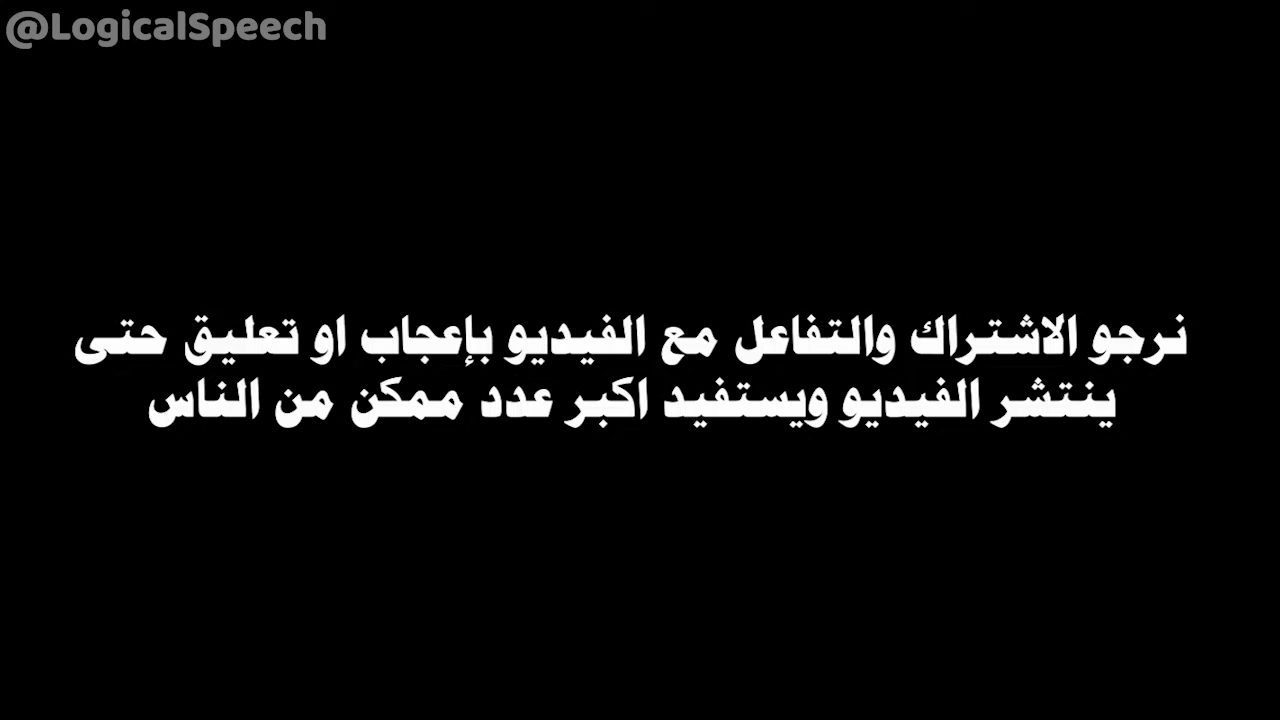 @LogicalSpeech
نرجو الاشتراك والتفاعل مع الفيديو بإعجاب او تعليق حتى
ينتشر الفيديو ويستفيد اكبر عدد ممكن من الناس